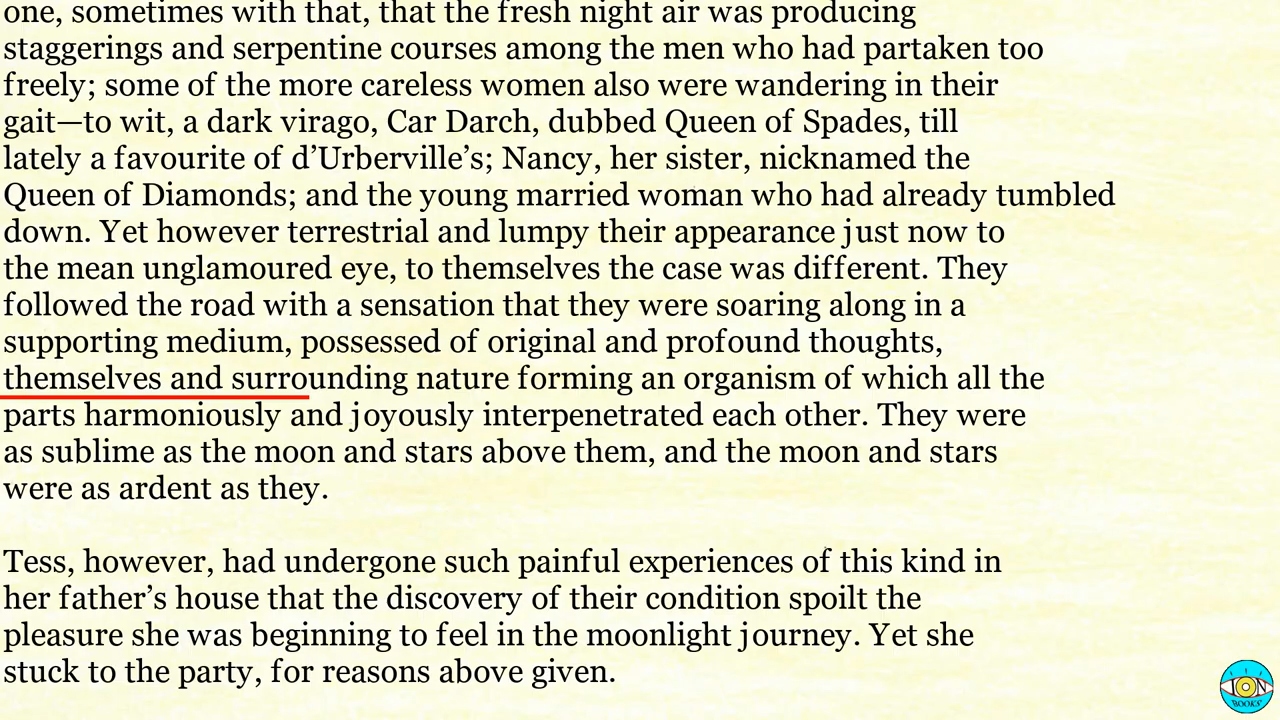 one, sometimes with that, that the fresh night air was producing
staggerings and serpentine courses among the men who had partaken too
freely; some of the more careless women also were wandering in their
gait—to wit, a dark virago, Car Darch, dubbed Queen of Spades, till
lately a favourite of d’Urberville’s; Nancy, her sister, nicknamed the
Queen of Diamonds; and the young married woman who had already tumbled
down. Yet however terrestrial and lumpy their appearance just now to
the mean unglamoured eye, to themselves the case was different. They
followed the road with a sensation that they were soaring along in a
supporting medium, possessed of original and profound thoughts,
themselves and surrounding nature forming an organism of which all the
parts harmoniously and joyously interpenetrated each other. They were
as sublime as the moon and stars above them, and the moon and stars
were as ardent as they.
Tess, however, had undergone such painful experiences of this kind in
her father’s house that the discovery of their condition spoilt the
pleasure she was beginning to feel in the moonlight journey. Yet she
stuck to the party, for reasons above given.
ION
BOOKS